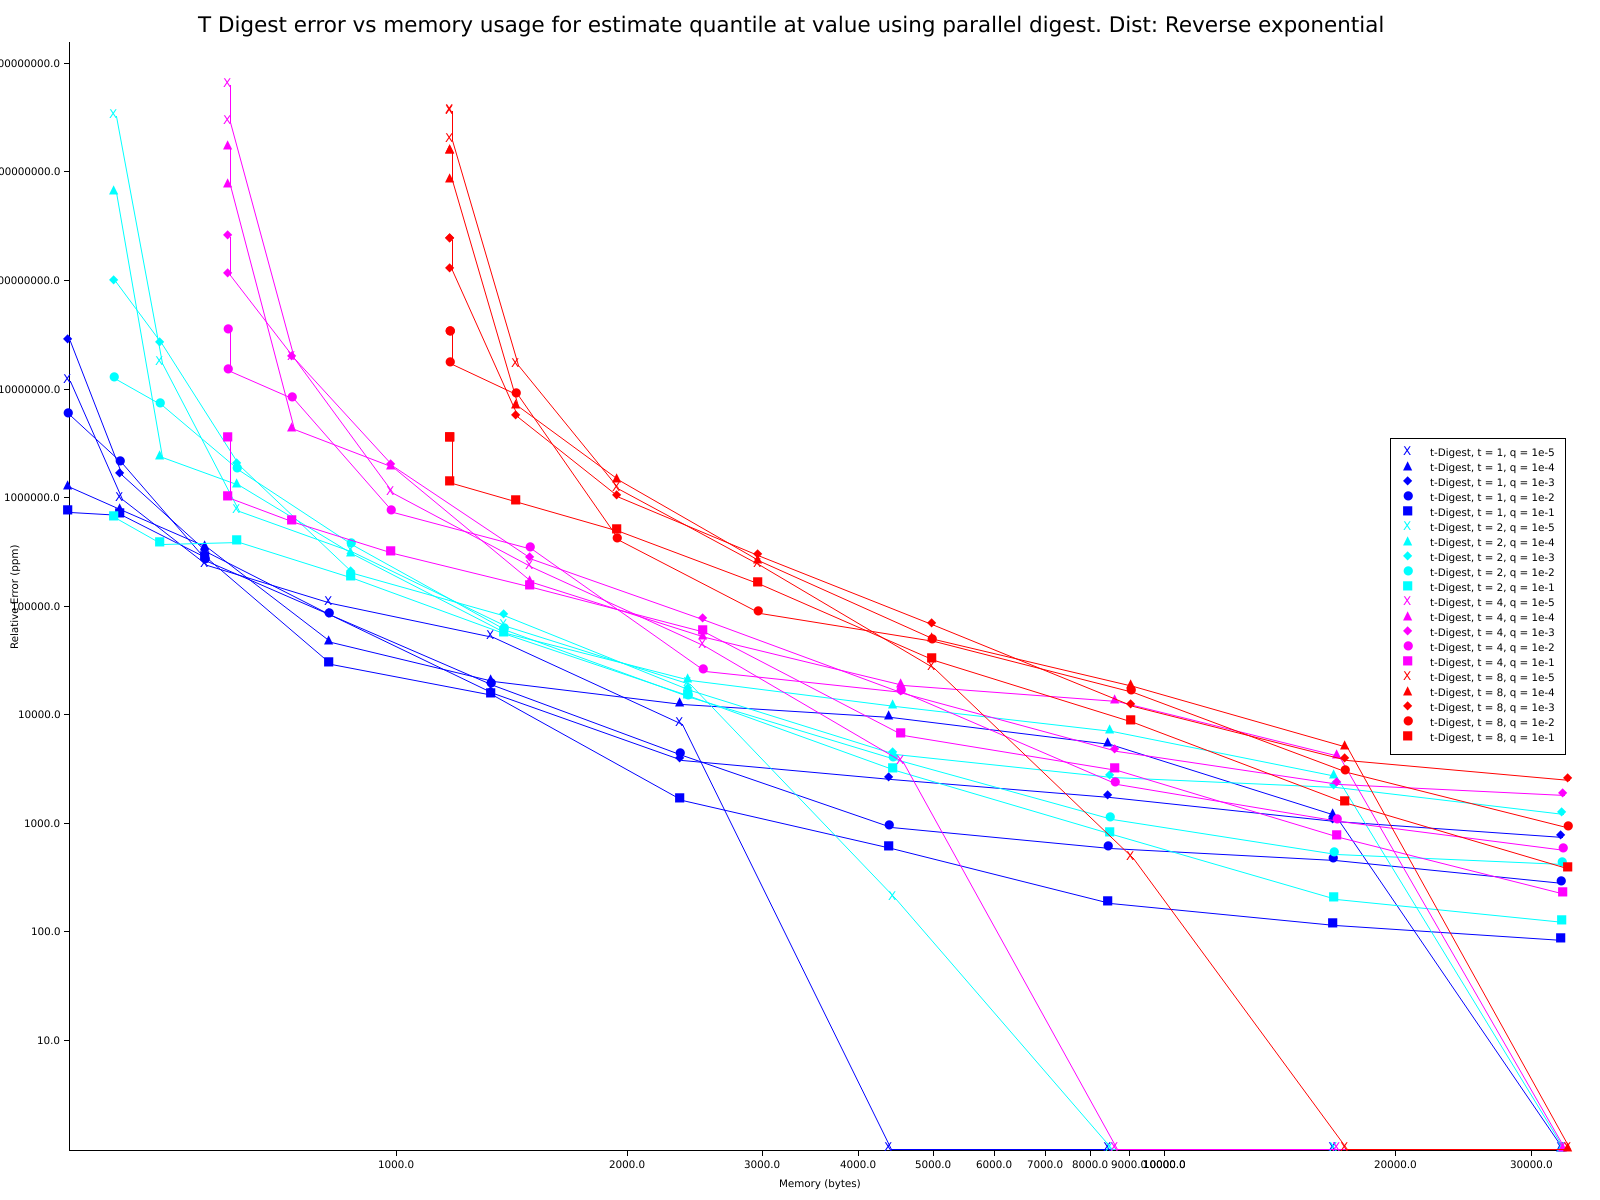 T Digest error vs memory usage for estimate quantile at value using parallel digest. Dist: Reverse exponential
10000000.0
1000000.0
100000.0
10000.0
1000.0
100.0
10.0
Relative Error (ppm)
t-Digest, t = 1, q = 1e-5
t-Digest, t = 1, q = 1e-4
t-Digest, t = 1, q = 1e-3
t-Digest, t = 1, q = 1e-2
t-Digest, t = 1, q = 1e-1
t-Digest, t = 2, q = 1e-5
t-Digest, t = 2, q = 1e-4
t-Digest, t = 2, q = 1e-3
t-Digest, t = 2, q = 1e-2
t-Digest, t = 2, q = 1e-1
t-Digest, t = 4, q = 1e-5
t-Digest, t = 4, q = 1e-4
t-Digest, t = 4, q = 1e-3
t-Digest, t = 4, q = 1e-2
t-Digest, t = 4, q = 1e-1
t-Digest, t = 8, q = 1e-5
t-Digest, t = 8, q = 1e-4
t-Digest, t = 8, q = 1e-3
t-Digest, t = 8, q = 1e-2
t-Digest, t = 8, q = 1e-1
1000.0 2000.0 3000.0 4000.0 5000.0 6000.0 7000.0 8000.0 9000.0 10000.0 20000.0 30000.0
Memory (bytes)